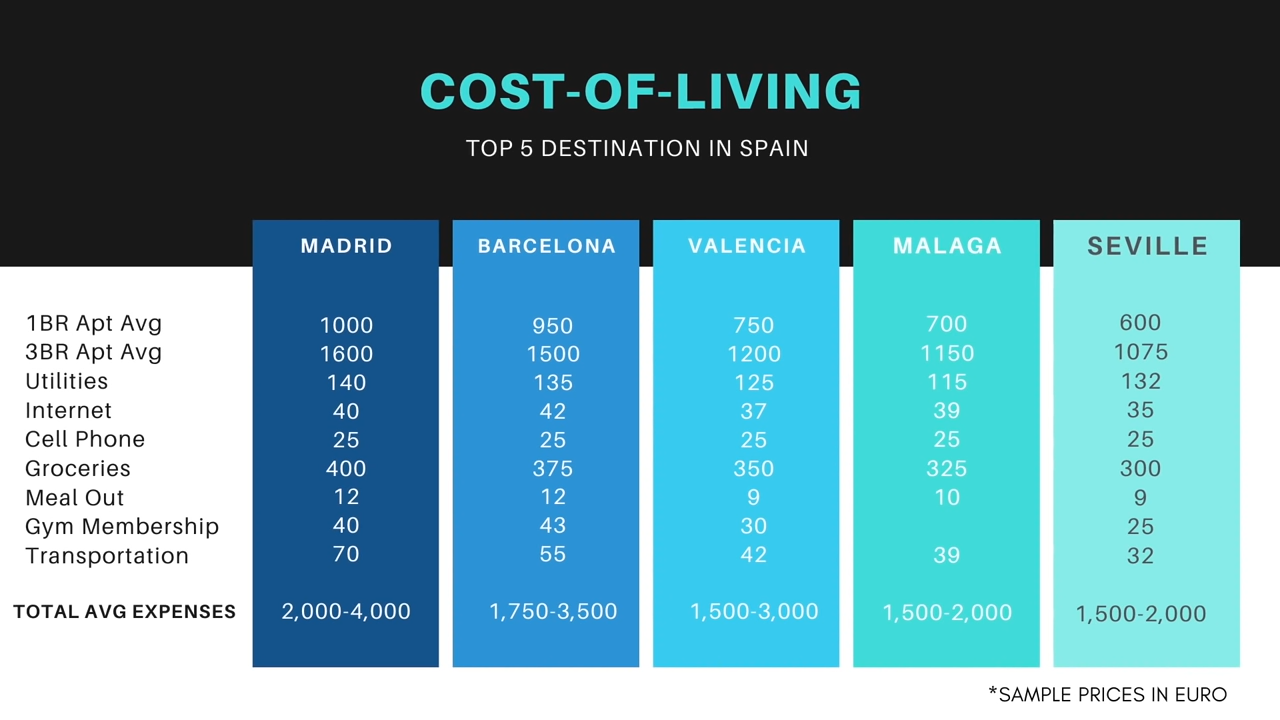 COST-OF-LIVING
TOP 5 DESTINATION IN SPAIN
MADRID BARCELONA VALENCIA MALAGA SEVILLE
1BR Apt Avg 1000 950 750 700 600
3BR Apt Avg 1600 1500 1200 1150 1075
Utilities 140 135 125 115 132
Internet 40 42 37 39 35
Cell Phone 25 25 25 25 25
Groceries 400 375 350 325 300
Meal Out 12 12 9 10 9
Gym Membership 40 43 30 25
Transportation 70 55 42 39 32
TOTAL AVG EXPENSES 2,000-4,000 1,750-3,500 1,500-3,000 1,500-2,000 1,500-2,000
*SAMPLE PRICES IN EURO